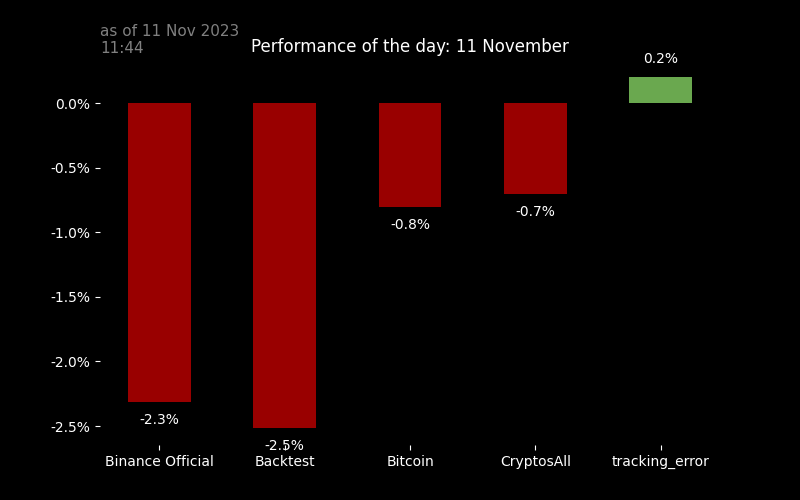 as of 11 Nov 2023
11:44
Performance of the day: 11 November
0.2%
0.0%
-0.5%
-1.0%
-1.5%
-2.0%
-2.5%
-2.3%
-2.5%
-0.8%
-0.7%
Binance Official
Backtest
Bitcoin
CryptosAll
tracking_error